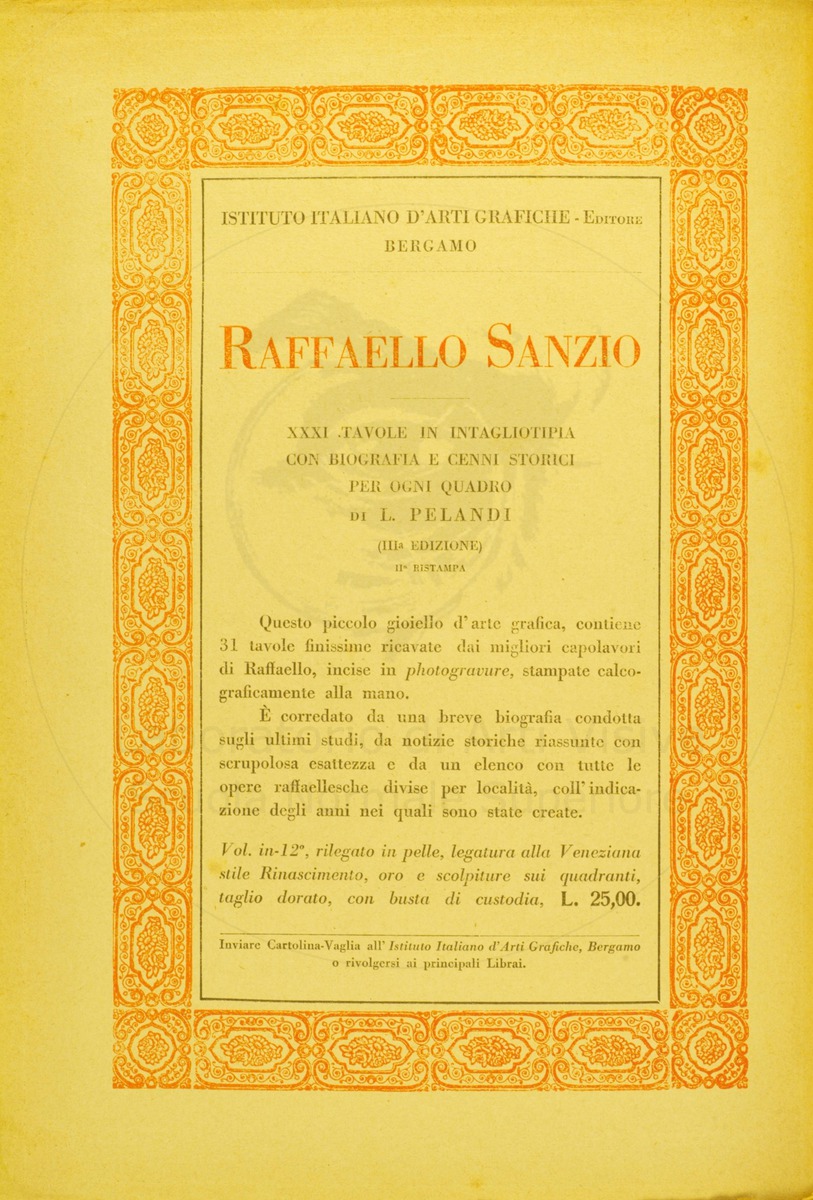 ISTITUTO ITALIANO D'ARTI GRAFICHE - EDITORE
BERGAMO
RAFFAELLO SANZIO
XXXI TAVOLE IN INTAGLIOTIPIA
CON BIOGRAFIA E CENNI STORICI
PER OGNI QUADRO
DI L. PELANDI
(IIIa EDIZIONE)
IIa RISTAMPA
Questo piccolo gioiello d'arte grafica, contiene
31 tavole finissime ricavate dai migliori capolavori
di Raffaello, incise in photogravure, stampate calco-
graficamente alla mano.
È corredato da una breve biografia condotta
sugli ultimi studi, da notizie storiche riassunte con
scrupolosa esattezza e da un elenco con tutte le
opere raffaellesche divise per località, coll'indica-
zione degli anni nei quali sono state create.
Vol. in-12°, rilegato in pelle, legatura alla Veneziana
stile Rinascimento, oro e scolpiture sui quadranti,
taglio dorato, con busta di custodia, L. 25,00.
Inviare Cartolina-Vaglia all'Istituto Italiano d'Arti Grafiche, Bergamo
o rivolgersi ai principali Librai.